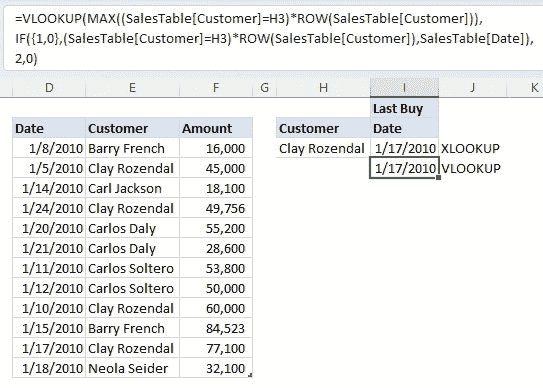 =VLOOKUP(MAX((SalesTable[Customer]=H3)*ROW(SalesTable[Customer])),
IF({1,0},(SalesTable[Customer]=H3)*ROW(SalesTable[Customer]),SalesTable[Date]),
2,0)
D E F G H I J K
Last Buy
Date Customer Amount Customer Date
1/8/2010 Barry French 16,000 Clay Rozendal 1/17/2010 XLOOKUP
1/5/2010 Clay Rozendal 45,000 1/17/2010 VLOOKUP
1/14/2010 Carl Jackson 18,100
1/24/2010 Clay Rozendal 49,756
1/20/2010 Carlos Daly 55,200
1/21/2010 Carlos Daly 28,600
1/11/2010 Carlos Soltero 53,800
1/12/2010 Carlos Soltero 50,000
1/10/2010 Clay Rozendal 60,000
1/15/2010 Barry French 84,523
1/17/2010 Clay Rozendal 77,100
1/18/2010 Neola Seider 32,100